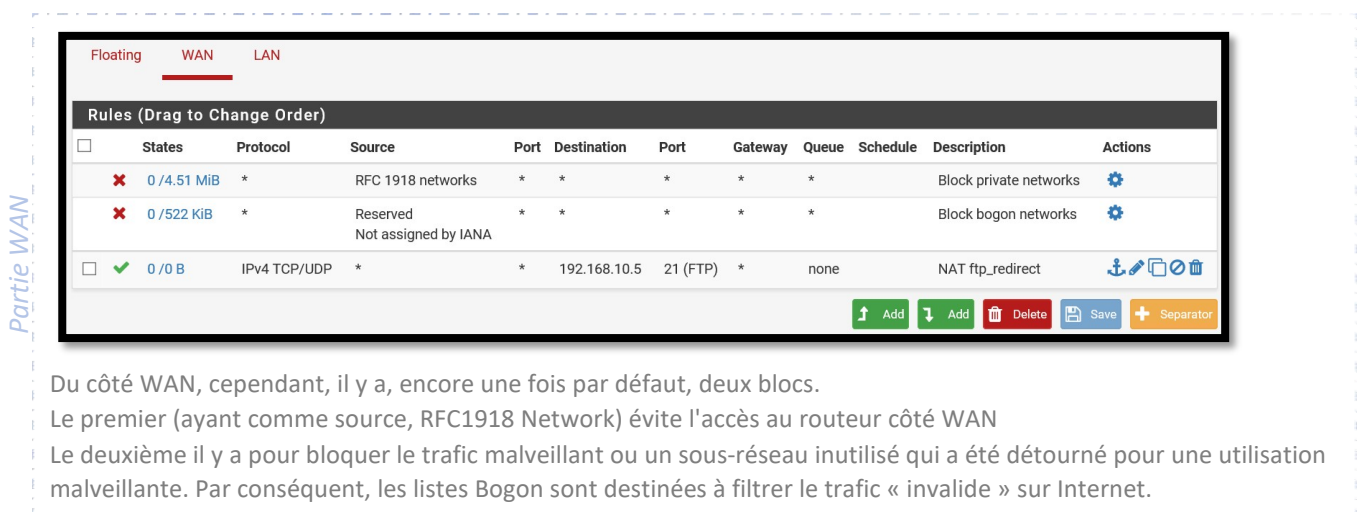 Floating WAN LAN
Rules (Drag to Change Order)
States Protocol Source Port Destination Port Gateway Queue Schedule Description Actions
0 /4.51 MiB * RFC 1918 networks * * * * * Block private networks
0 /522 KiB * Reserved * * * * * Block bogon networks
Not assigned by IANA
0 /0 B IPv4 TCP/UDP * * 192.168.10.5 21 (FTP) * none NAT ftp_redirect
Add Add Delete Save Separator
Partie WAN
Du côté WAN, cependant, il y a, encore une fois par défaut, deux blocs.
Le premier (ayant comme source, RFC1918 Network) évite l'accès au routeur côté WAN
Le deuxième il y a pour bloquer le trafic malveillant ou un sous-réseau inutilisé qui a été détourné pour une utilisation
malveillante. Par conséquent, les listes Bogon sont destinées à filtrer le trafic « invalide » sur Internet.